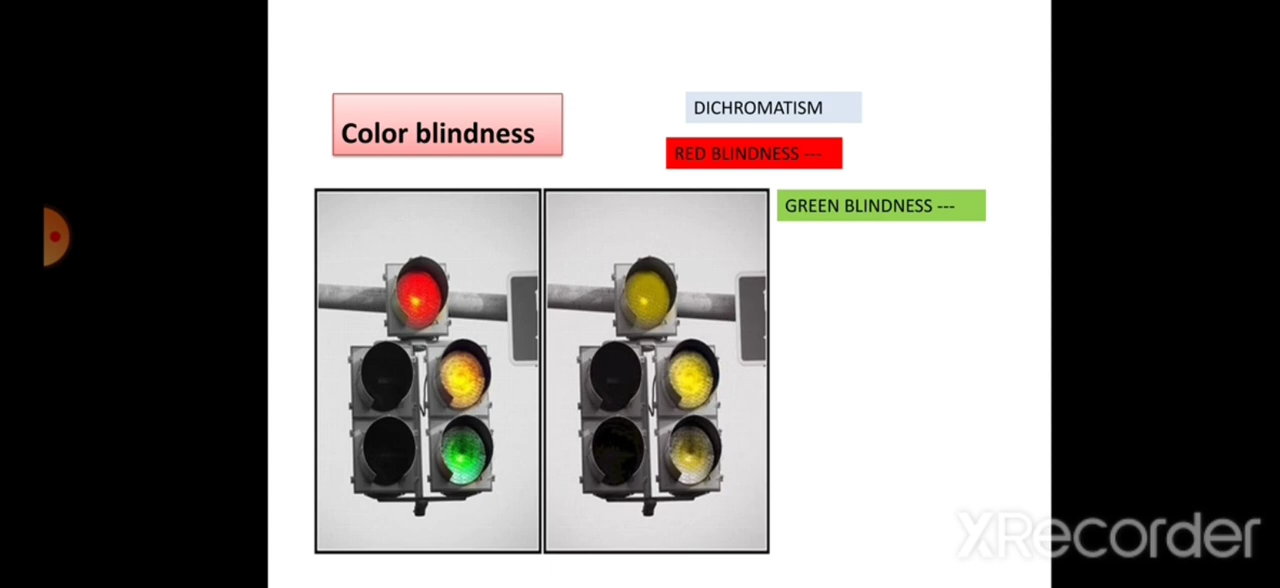 Color blindness
DICHROMATISM
RED BLINDNESS ---
GREEN BLINDNESS ---
XRecorder